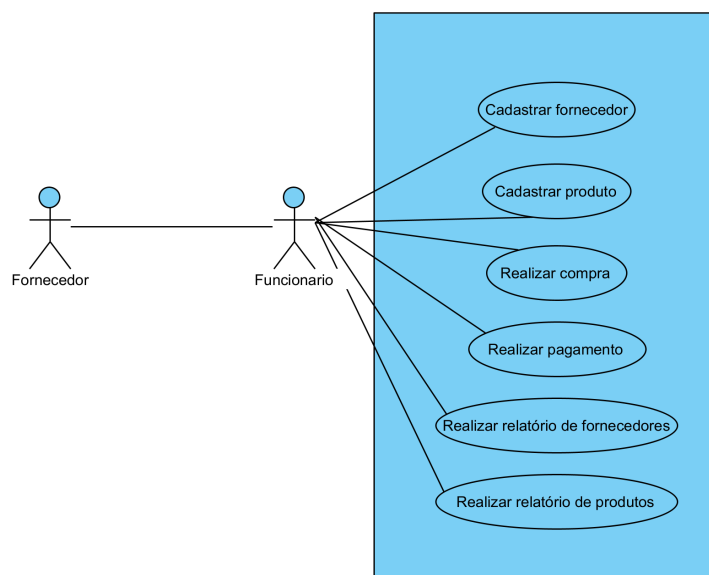 Cadastrar fornecedor
Cadastrar produto
Fornecedor
Funcionario
Realizar compra
Realizar pagamento
Realizar relatório de fornecedores
Realizar relatório de produtos